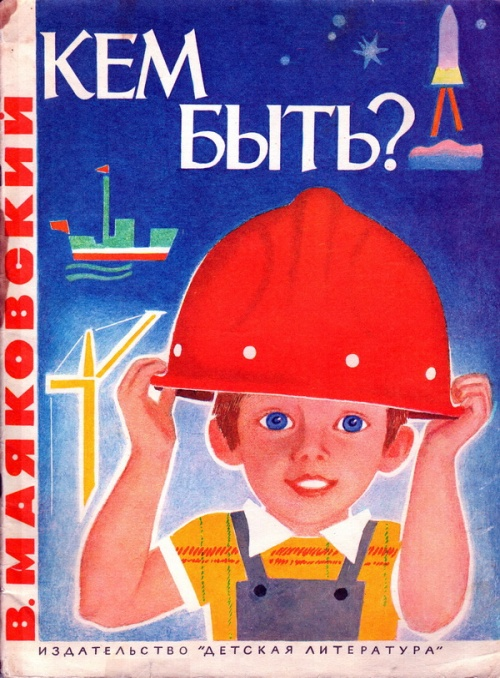 КЕМ
БЫТЬ?
В. МАЯКОВСКИЙ
ИЗДАТЕЛЬСТВО "ДЕТСКАЯ ЛИТЕРАТУРА"